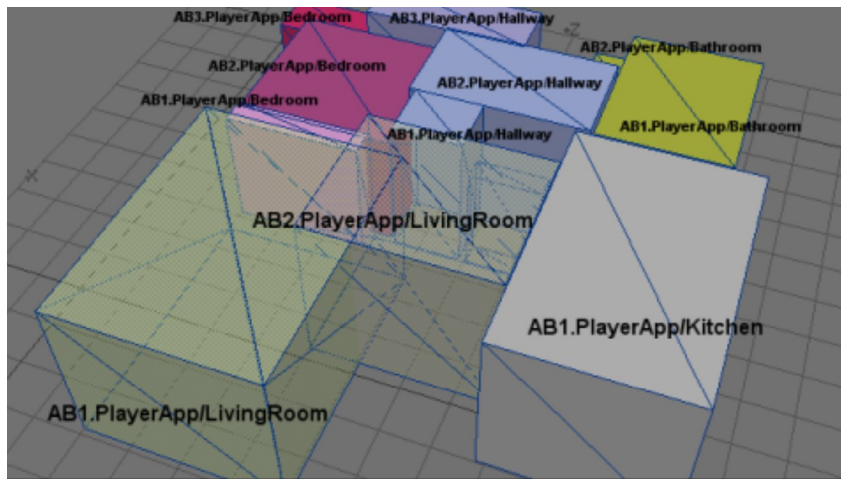 AB3.PlayerApp/Bedroom
AB3.PlayerApp/Hallway
Z
AB2.PlayerApp/Bathroom
AB2.PlayerApp/Bedroom
AB2.PlayerApp/Hallway
AB1.PlayerApp/Bedroom
AB1.PlayerApp/Hallway
AB1.PlayerApp/Bathroom
X
AB2.PlayerApp/LivingRoom
AB1.PlayerApp/Kitchen
AB1.PlayerApp/LivingRoom